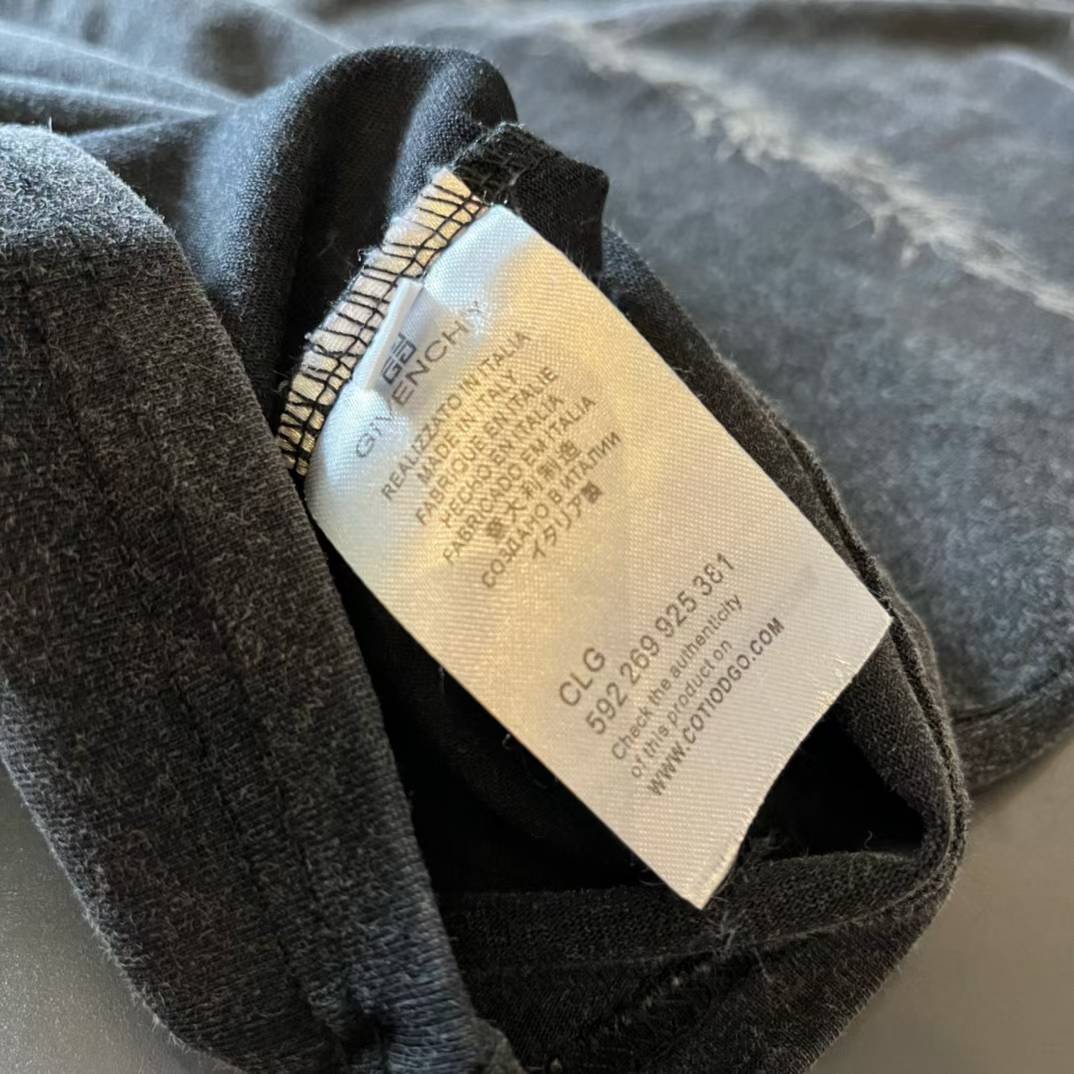 GIVENCHY
REALIZZATO IN ITALIA
MADE IN ITALY
FABRIQUE EN ITALIE
HECHO EN ITALIA
FABRICADO EM ITALIA
意大利制造
СОЗДАНО В ИТАЛИИ
イタリア製
CLG
592 269 925 381
Check the authenticity
of this product on
WWW.COTIODGO.COM